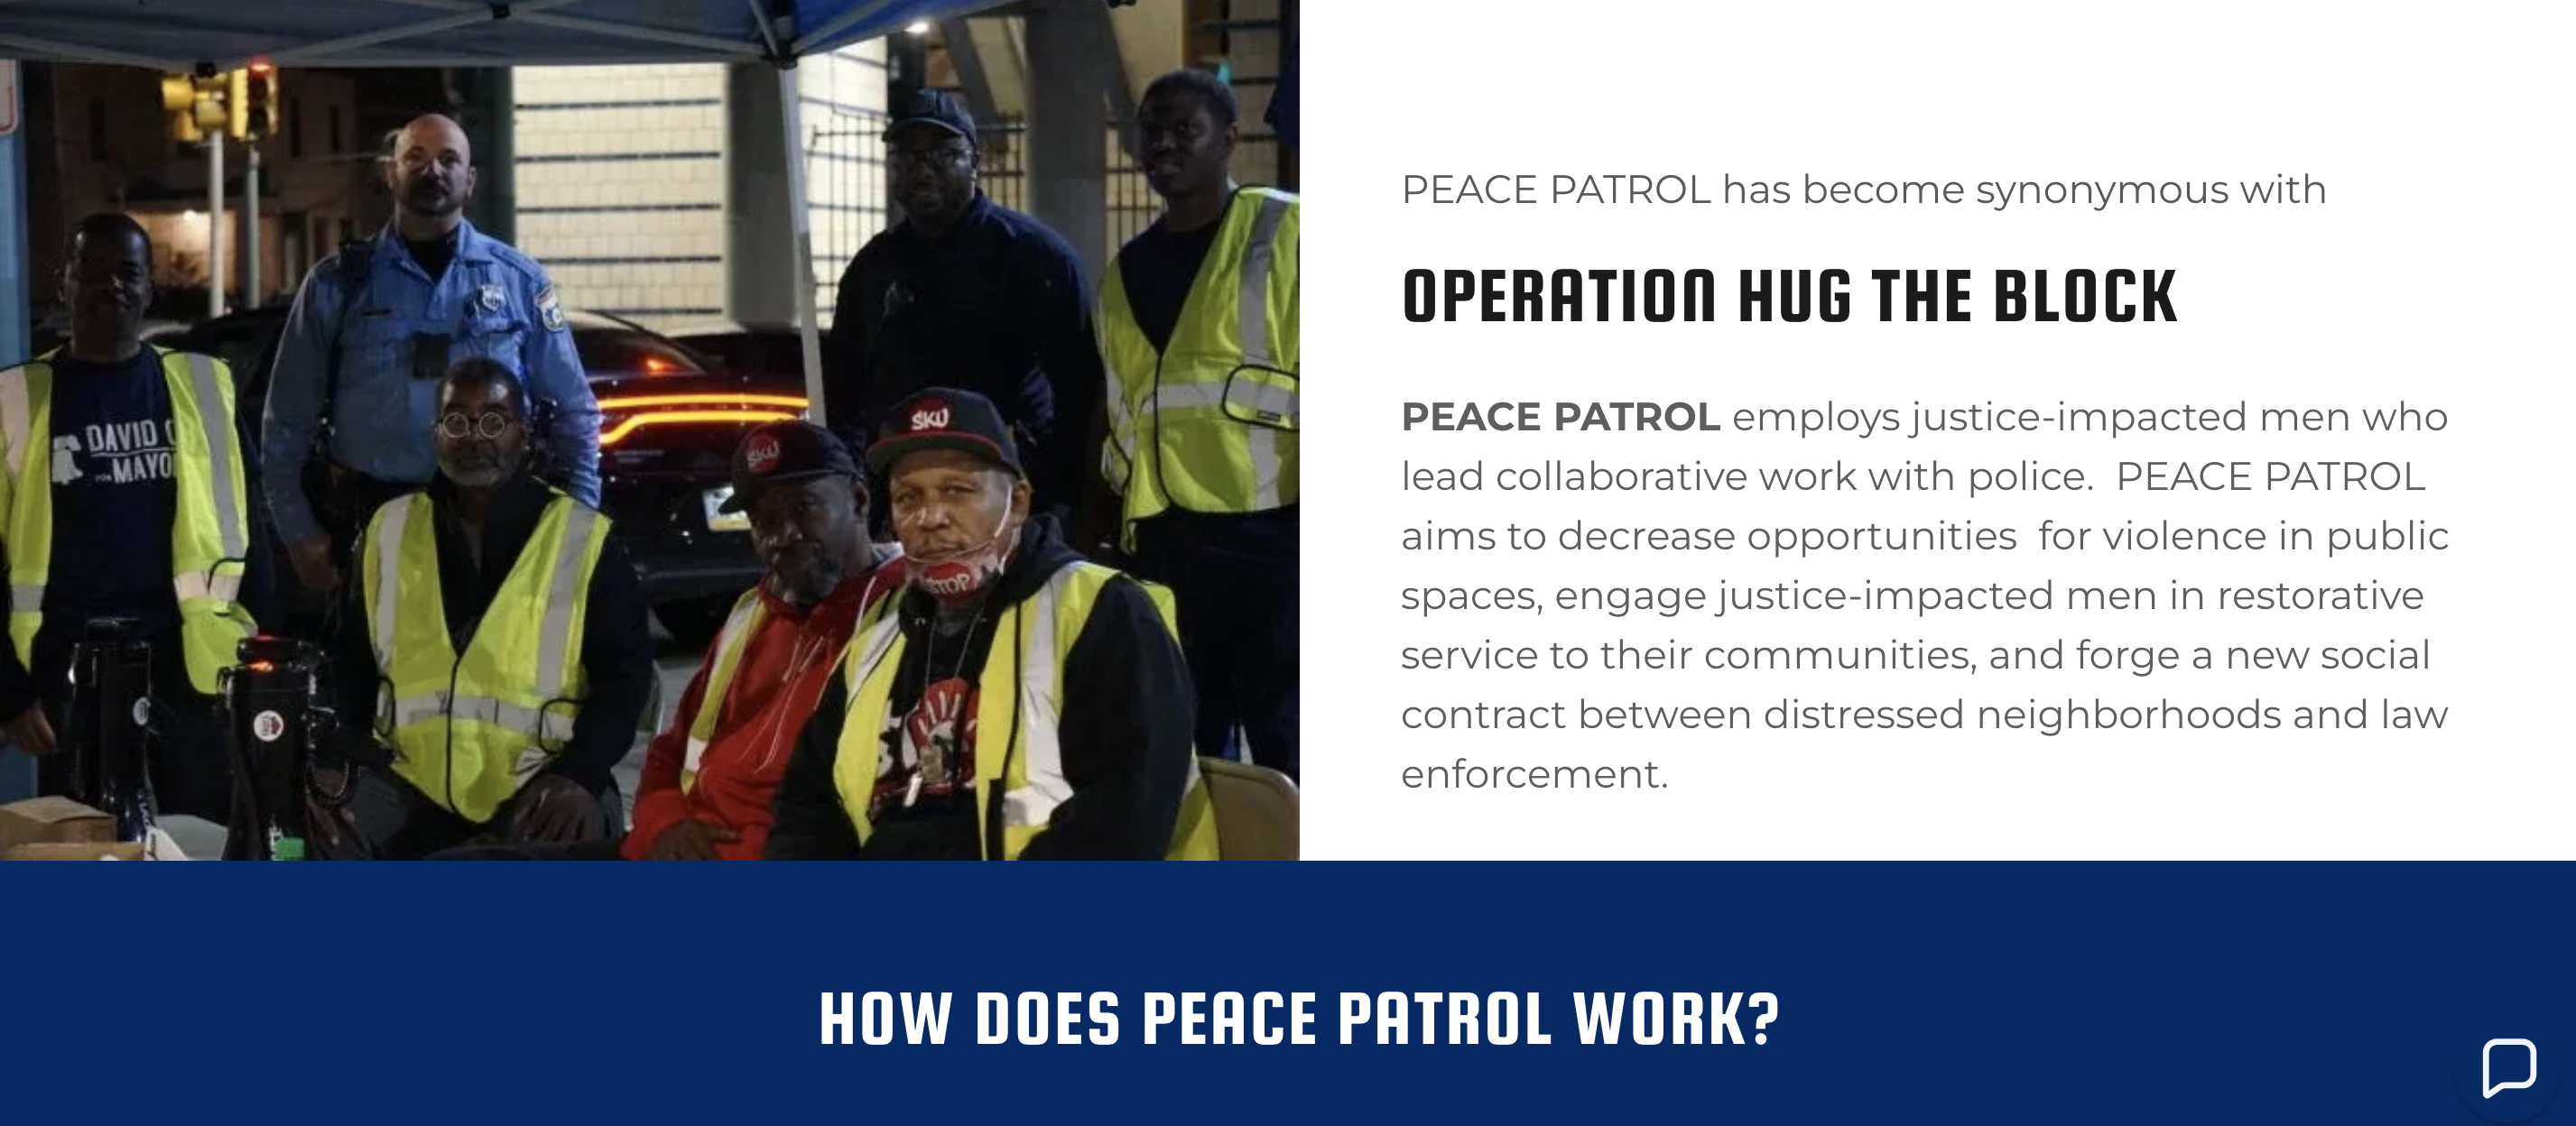 DAVID
FOR MAYO
SKU
SKU
STOP
PEACE PATROL has become synonymous with
OPERATION HUG THE BLOCK
PEACE PATROL employs justice-impacted men who
lead collaborative work with police.  PEACE PATROL
aims to decrease opportunities  for violence in public
spaces, engage justice-impacted men in restorative
service to their communities, and forge a new social
contract between distressed neighborhoods and law
enforcement.
HOW DOES PEACE PATROL WORK?